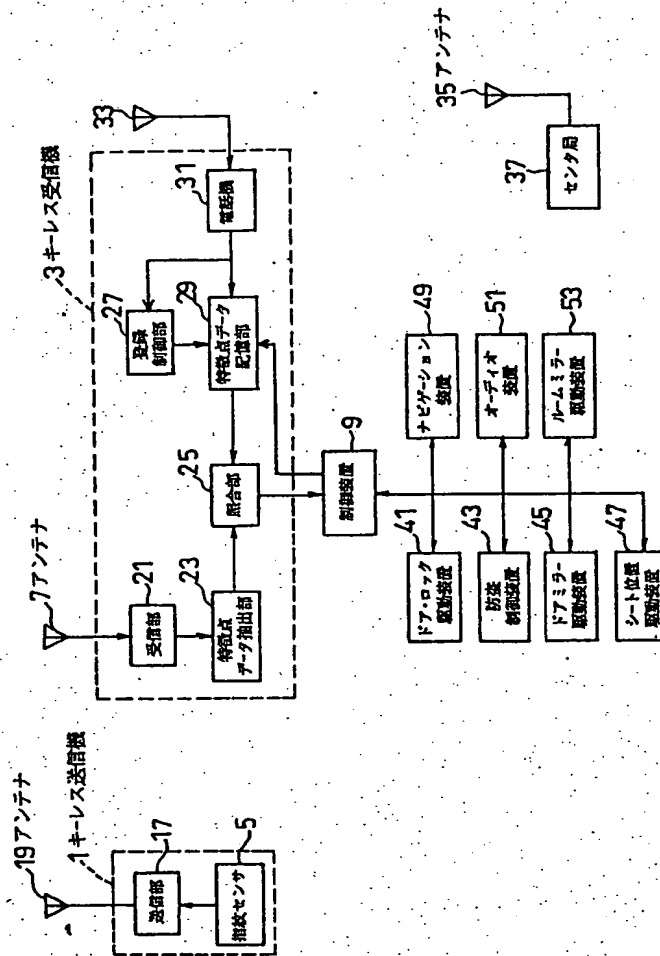 19 アンテナ
1 キーレス送信機
17
送信部
5
指紋センサ
7 アンテナ
3 キーレス受信機
21
受信部
23
特徴点
データ抽出部
25
照合部
27
登録
制御部
29
特徴点データ
記憶部
31
電話機
33
9
制御装置
41
ドア・ロック
駆動装置
43
防盗
制御装置
45
ドアミラー
駆動装置
47
シート位置
駆動装置
49
ナビゲーション
装置
51
オーディオ
装置
53
ルームミラー
駆動装置
35 アンテナ
37
センタ局